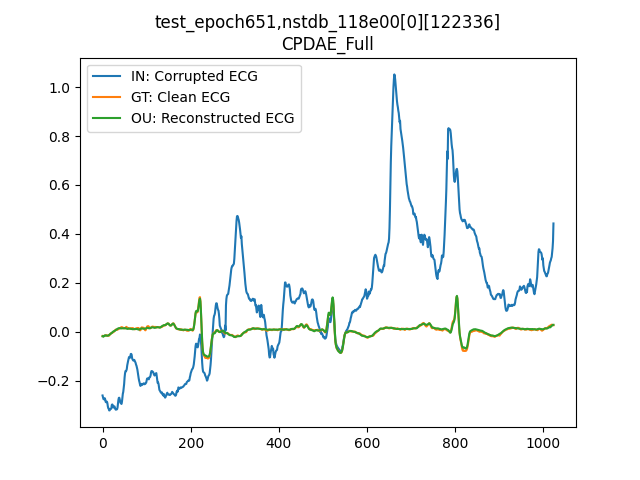 test_epoch651,nstdb_118e00[0][122336]
CPDAE_Full
IN: Corrupted ECG
GT: Clean ECG
OU: Reconstructed ECG
1.0
0.8
0.6
0.4
0.2
0.0
−0.2
0 200 400 600 800 1000